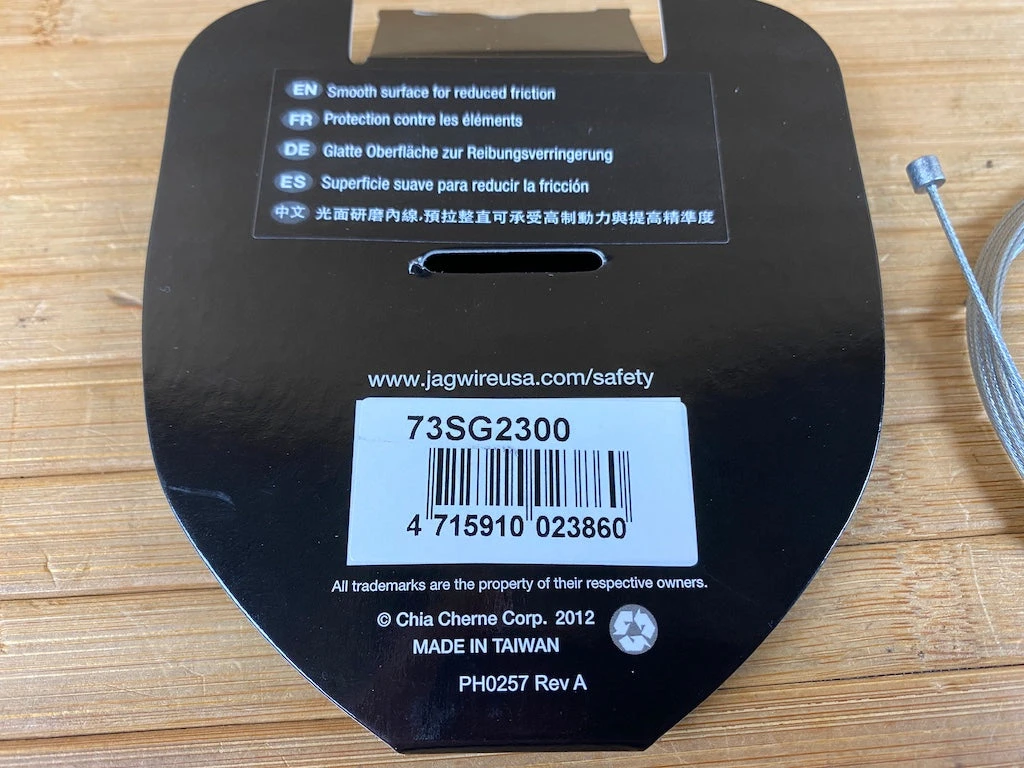 EN Smooth surface for reduced friction
FR Protection contre les éléments
DE Glatte Oberfläche zur Reibungsverringerung
ES Superficie suave para reducir la fricción
中文 光面研磨內線,預拉整直可承受高制動力與提高精準度
www.jagwireusa.com/safety
73SG2300
4 715910 023860
All trademarks are the property of their respective owners.
© Chia Cherne Corp. 2012
MADE IN TAIWAN
PH0257 Rev A